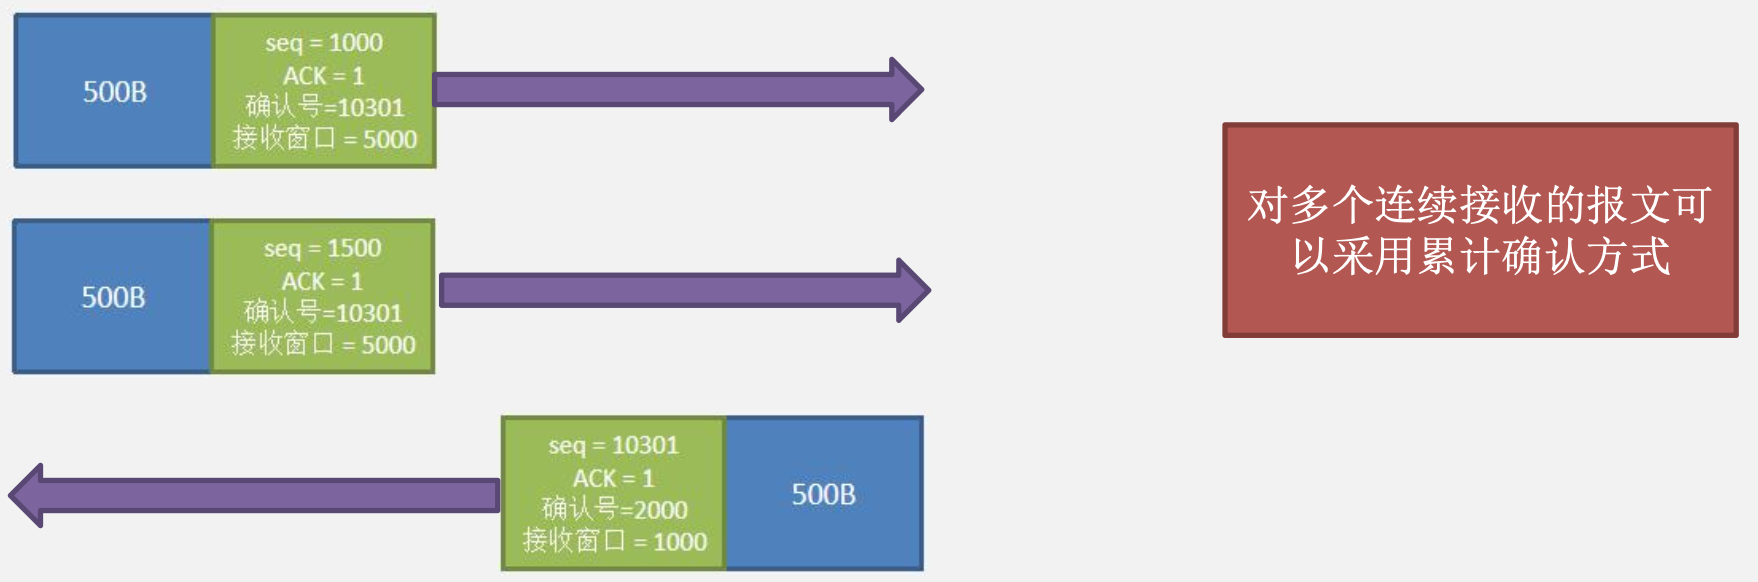 500B
seq = 1000
ACK = 1
确认号=10301
接收窗口 = 5000
对多个连续接收的报文可
以采用累计确认方式
500B
seq = 1500
ACK = 1
确认号=10301
接收窗口 = 5000
seq = 10301
ACK = 1
确认号=2000
接收窗口 = 1000
500B